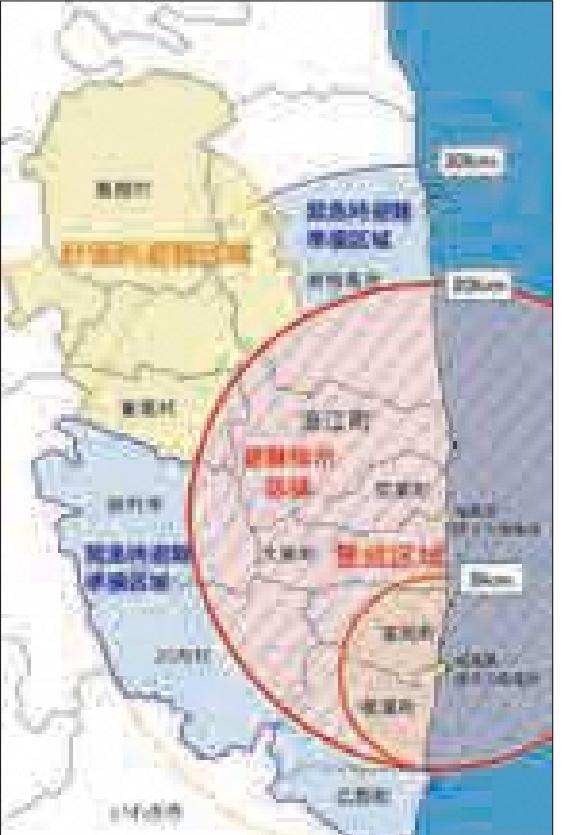 30km
飯舘村
緊急時避難
準備区域
計画的避難区域
南相馬市
20km
葛尾村
浪江町
避難指示
区域
双葉町
田村市
大熊町
警戒区域
緊急時避難
準備区域
8km
富岡町
川内村
楢葉町
広野町
いわき市